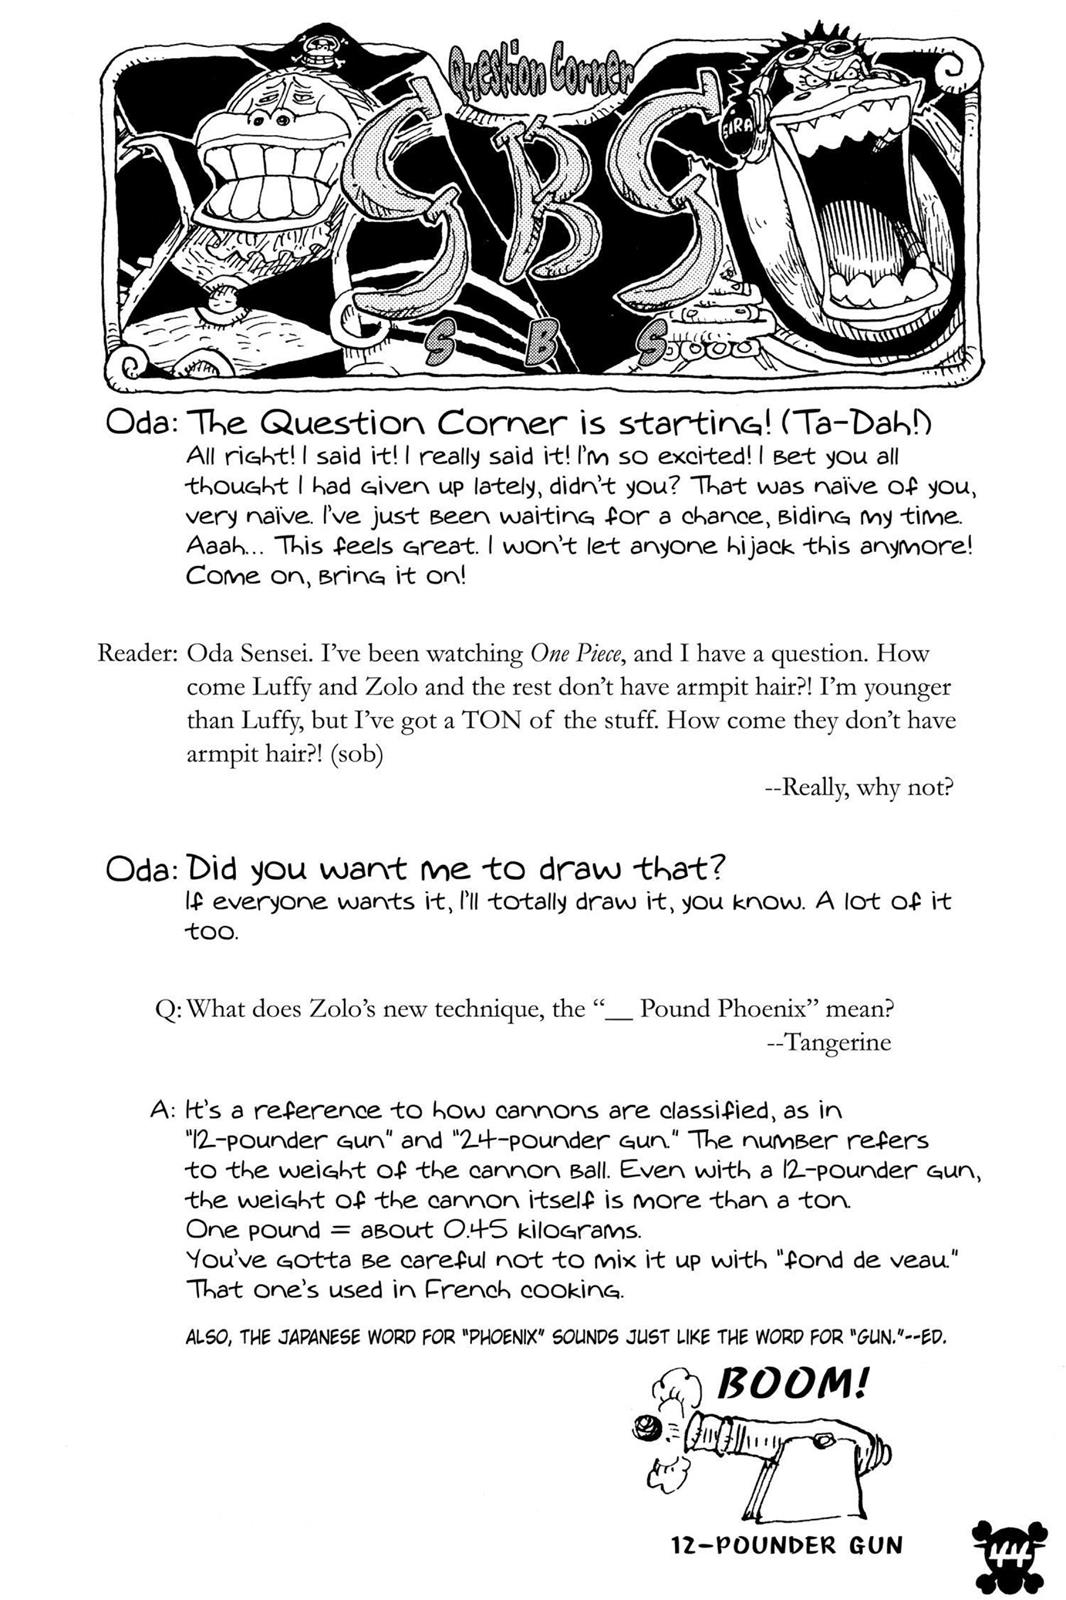 Question Corner
SIRA
SBS
S B S
Oda: The Question Corner is starting! (Ta-Dah!)
All right! I said it! I really said it! I'm so excited! I bet you all
thought I had given up lately, didn't you? That was naïve of you,
very naïve. I've just been waiting for a chance, biding my time.
Aaah... This feels great. I won't let anyone hijack this anymore!
Come on, bring it on!
Reader: Oda Sensei. I've been watching One Piece, and I have a question. How
come Luffy and Zolo and the rest don't have armpit hair?! I'm younger
than Luffy, but I've got a TON of the stuff. How come they don't have
armpit hair?! (sob)
--Really, why not?
Oda: Did you want me to draw that?
If everyone wants it, I'll totally draw it, you know. A lot of it
too.
Q: What does Zolo's new technique, the “__ Pound Phoenix” mean?
--Tangerine
A: It's a reference to how cannons are classified, as in
"12-pounder gun" and "24-pounder gun." The number refers
to the weight of the cannon ball. Even with a 12-pounder gun,
the weight of the cannon itself is more than a ton.
One pound = about 0.45 kilograms.
You've gotta be careful not to mix it up with "fond de veau."
That one's used in French cooking.
ALSO, THE JAPANESE WORD FOR "PHOENIX" SOUNDS JUST LIKE THE WORD FOR "GUN."--ED.
BOOM!
12-POUNDER GUN
44